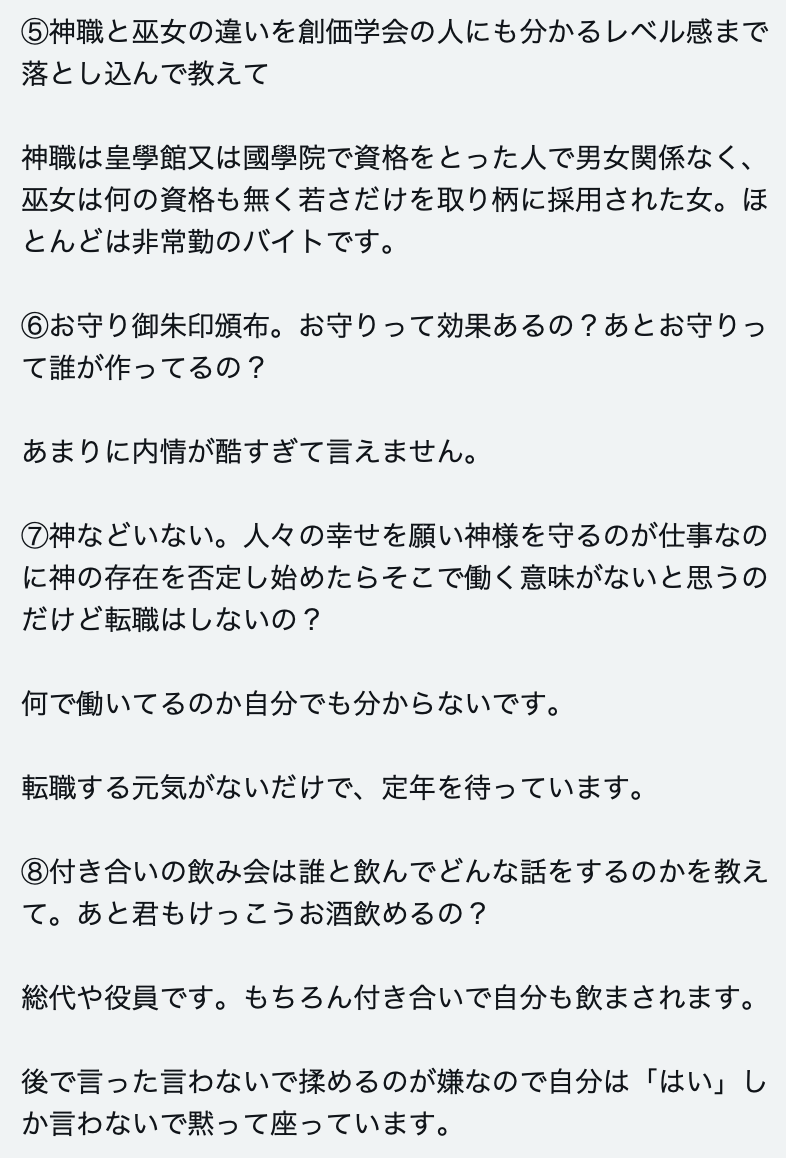 ⑤神職と巫女の違いを創価学会の人にも分かるレベル感まで
落とし込んで教えて
神職は皇學館又は國學院で資格をとった人で男女関係なく、
巫女は何の資格も無く若さだけを取り柄に採用された女。ほ
とんどは非常勤のバイトです。
⑥お守り御朱印頒布。お守りって効果あるの？あとお守りっ
て誰が作ってるの？
あまりに内情が酷すぎて言えません。
⑦神などいない。人々の幸せを願い神様を守るのが仕事なの
に神の存在を否定し始めたらそこで働く意味がないと思うの
だけど転職はしないの？
何で働いてるのか自分でも分からないです。
転職する元気がないだけで、定年を待っています。
⑧付き合いの飲み会は誰と飲んでどんな話をするのかを教え
て。あと君もけっこうお酒飲めるの？
総代や役員です。もちろん付き合いで自分も飲まされます。
後で言った言わないで揉めるのが嫌なので自分は「はい」し
か言わないで黙って座っています。